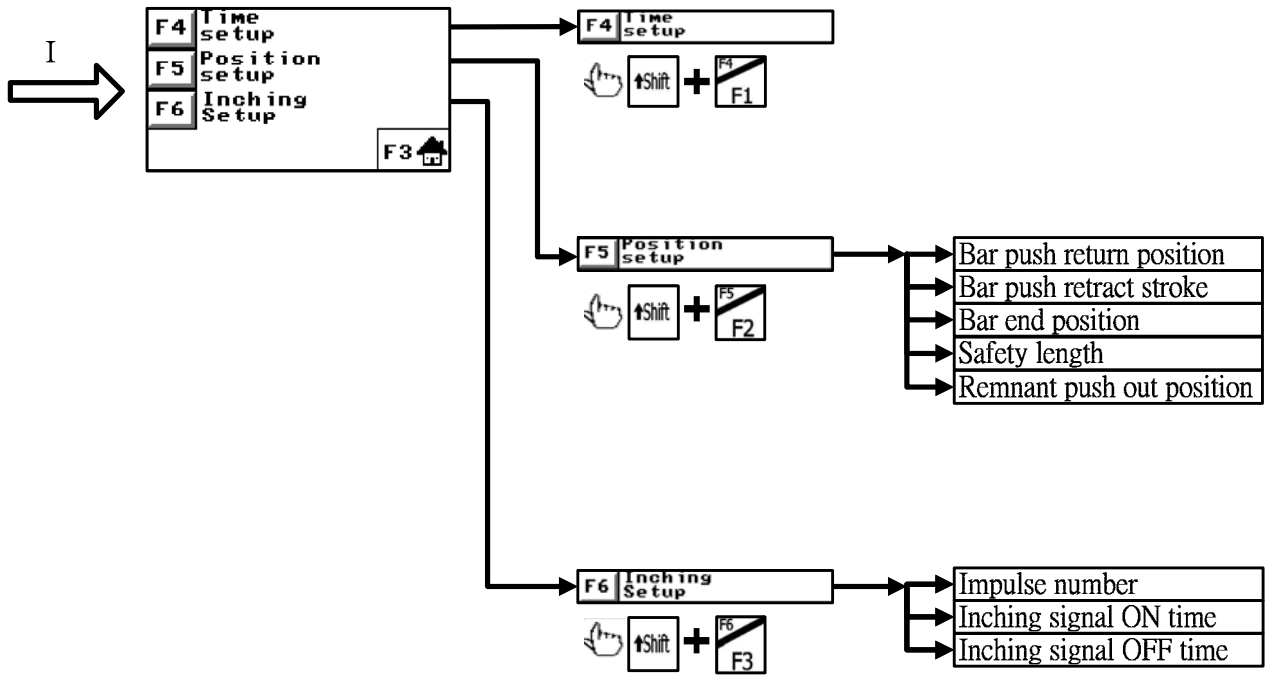 I
F4 Time
setup
F5 Position
setup
F6 Inching
Setup
F3
F4 Time
setup
Shift + F4 F1
F5 Position
setup
Shift + F5 F2
Bar push return position
Bar push retract stroke
Bar end position
Safety length
Remnant push out position
F6 Inching
Setup
Shift + F6 F3
Impulse number
Inching signal ON time
Inching signal OFF time